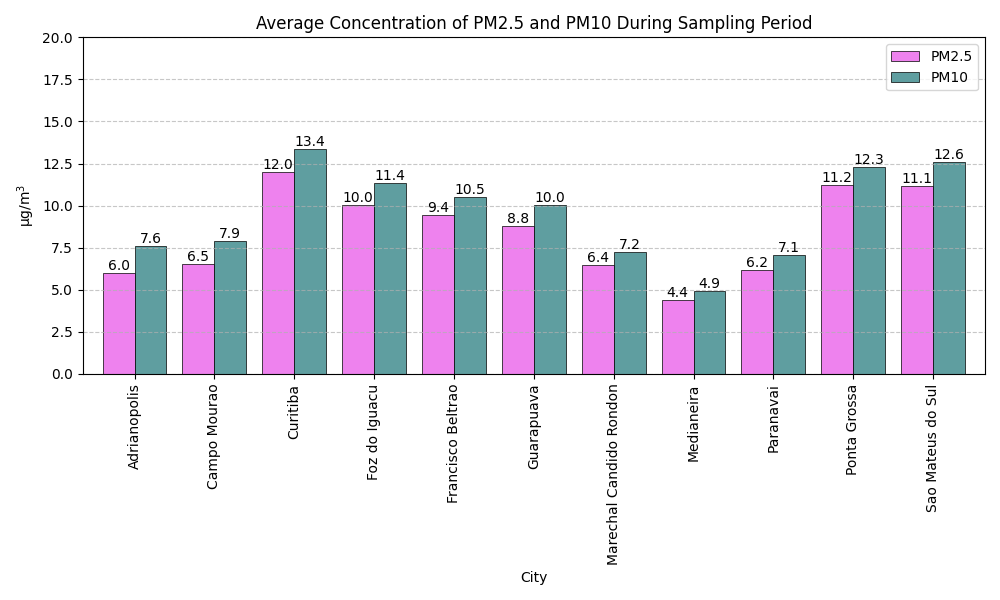 Average Concentration of PM2.5 and PM10 During Sampling Period
PM2.5
PM10
µg/m³
20.0
17.5
15.0
12.5
10.0
7.5
5.0
2.5
0.0
6.0
7.6
6.5
7.9
12.0
13.4
10.0
11.4
9.4
10.5
8.8
10.0
6.4
7.2
4.4
4.9
6.2
7.1
11.2
12.3
11.1
12.6
Adrianopolis
Campo Mourao
Curitiba
Foz do Iguacu
Francisco Beltrao
Guarapuava
Marechal Candido Rondon
Medianeira
Paranavai
Ponta Grossa
Sao Mateus do Sul
City